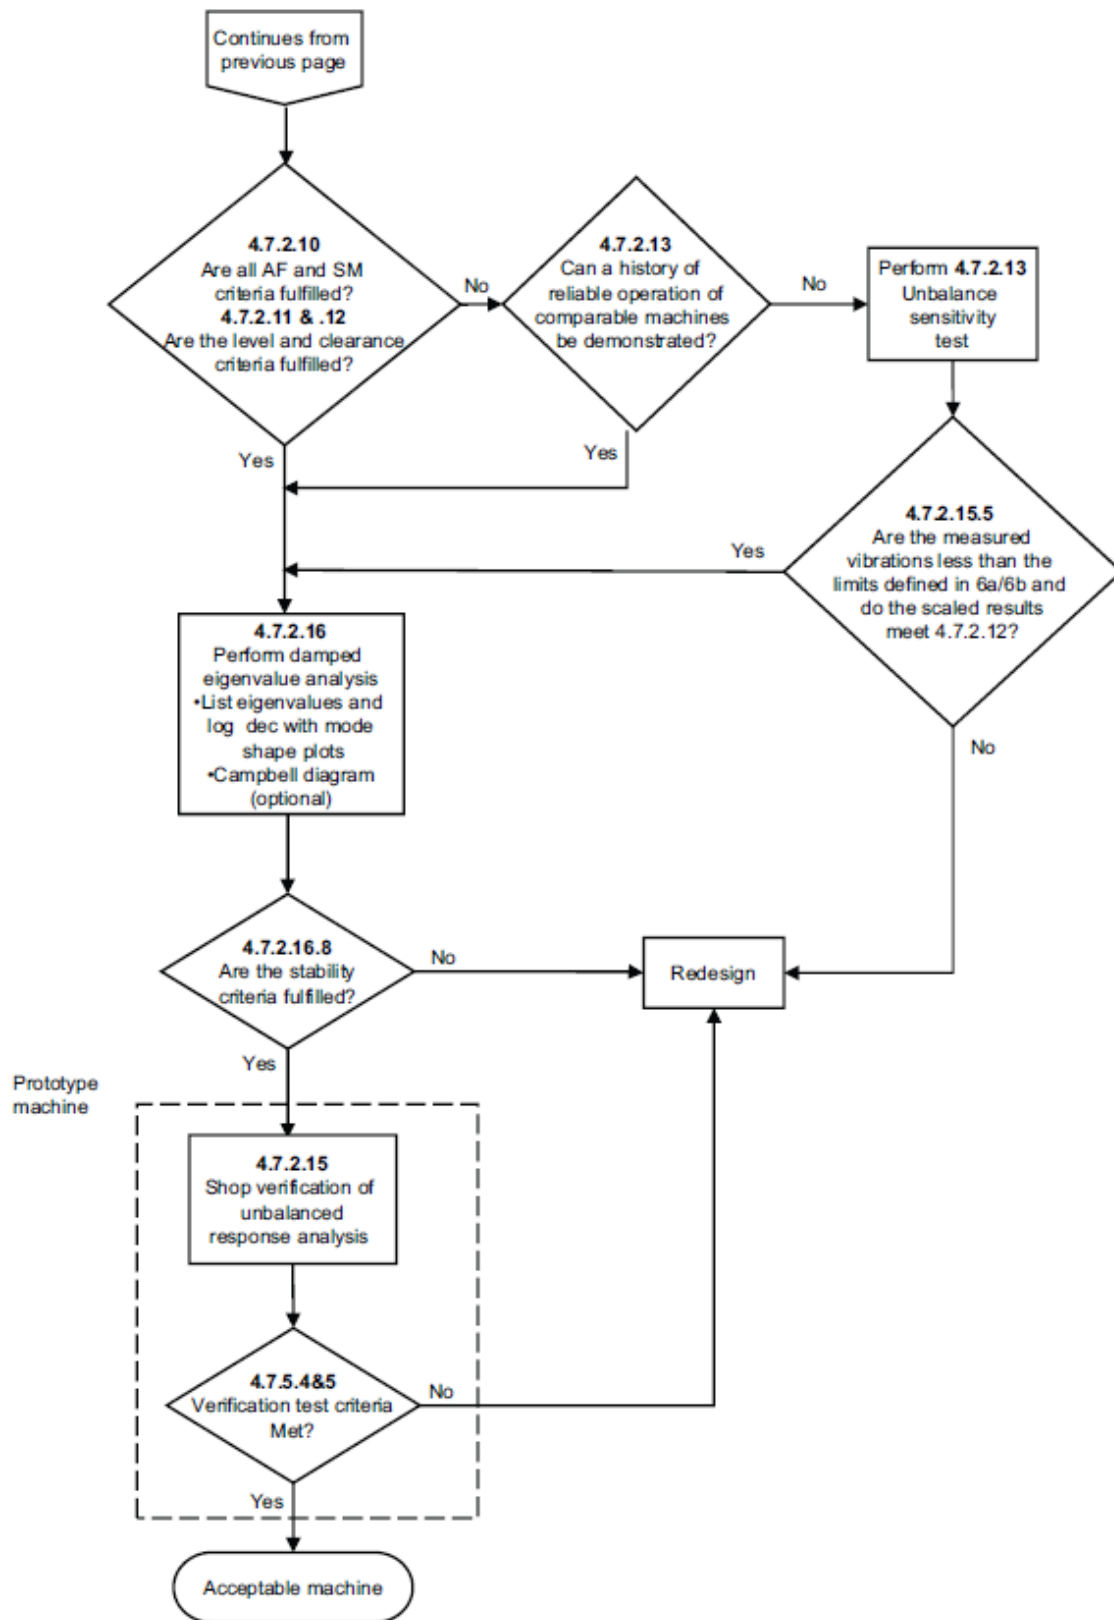 Continues from
previous page
4.7.2.10
Are all AF and SM
criteria fulfilled?
4.7.2.11 & .12
Are the level and clearance
criteria fulfilled?
No
4.7.2.13
Can a history of
reliable operation of
comparable machines
be demonstrated?
No
Perform 4.7.2.13
Unbalance
sensitivity
test
Yes
Yes
4.7.2.15.5
Are the measured
vibrations less than the
limits defined in 6a/6b and
do the scaled results
meet 4.7.2.12?
Yes
No
4.7.2.16
Perform damped
eigenvalue analysis
•List eigenvalues and
log dec with mode
shape plots
•Campbell diagram
(optional)
4.7.2.16.8
Are the stability
criteria fulfilled?
No
Redesign
Yes
Prototype
machine
4.7.2.15
Shop verification of
unbalanced
response analysis
4.7.5.4&5
Verification test criteria
Met?
No
Yes
Acceptable machine